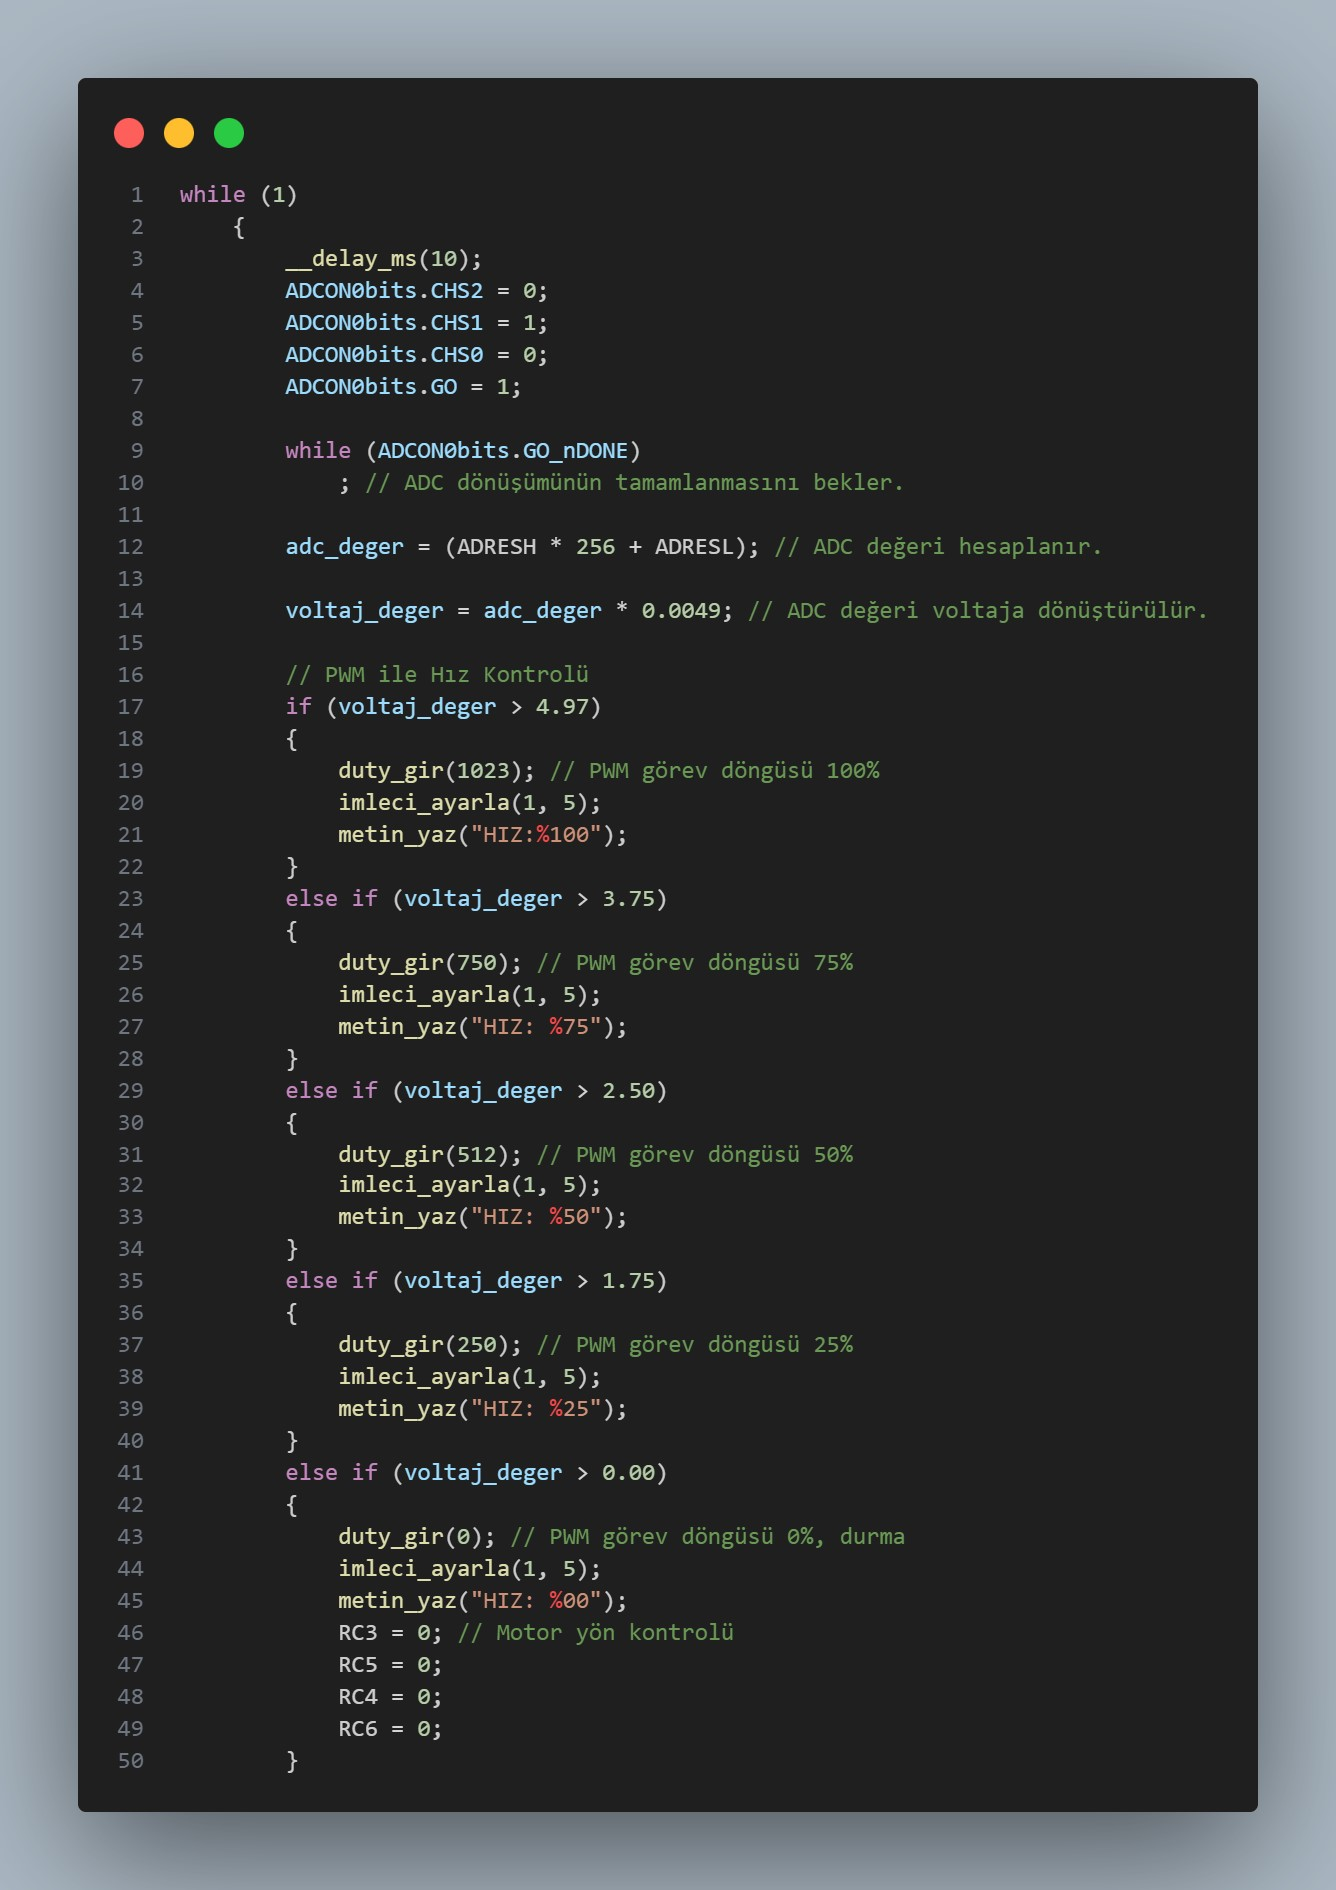 1 while (1)
2 {
3 __delay_ms(10);
4 ADCON0bits.CHS2 = 0;
5 ADCON0bits.CHS1 = 1;
6 ADCON0bits.CHS0 = 0;
7 ADCON0bits.GO = 1;
8
9 while (ADCON0bits.GO_nDONE)
10 ; // ADC dönüşümünün tamamlanmasını bekler.
11
12 adc_deger = (ADRESH * 256 + ADRESL); // ADC değeri hesaplanır.
13
14 voltaj_deger = adc_deger * 0.0049; // ADC değeri voltaja dönüştürülür.
15
16 // PWM ile Hız Kontrolü
17 if (voltaj_deger > 4.97)
18 {
19 duty_gir(1023); // PWM görev döngüsü 100%
20 imleci_ayarla(1, 5);
21 metin_yaz("HIZ:%100");
22 }
23 else if (voltaj_deger > 3.75)
24 {
25 duty_gir(750); // PWM görev döngüsü 75%
26 imleci_ayarla(1, 5);
27 metin_yaz("HIZ: %75");
28 }
29 else if (voltaj_deger > 2.50)
30 {
31 duty_gir(512); // PWM görev döngüsü 50%
32 imleci_ayarla(1, 5);
33 metin_yaz("HIZ: %50");
34 }
35 else if (voltaj_deger > 1.75)
36 {
37 duty_gir(250); // PWM görev döngüsü 25%
38 imleci_ayarla(1, 5);
39 metin_yaz("HIZ: %25");
40 }
41 else if (voltaj_deger > 0.00)
42 {
43 duty_gir(0); // PWM görev döngüsü 0%, durma
44 imleci_ayarla(1, 5);
45 metin_yaz("HIZ: %00");
46 RC3 = 0; // Motor yön kontrolü
47 RC5 = 0;
48 RC4 = 0;
49 RC6 = 0;
50 }